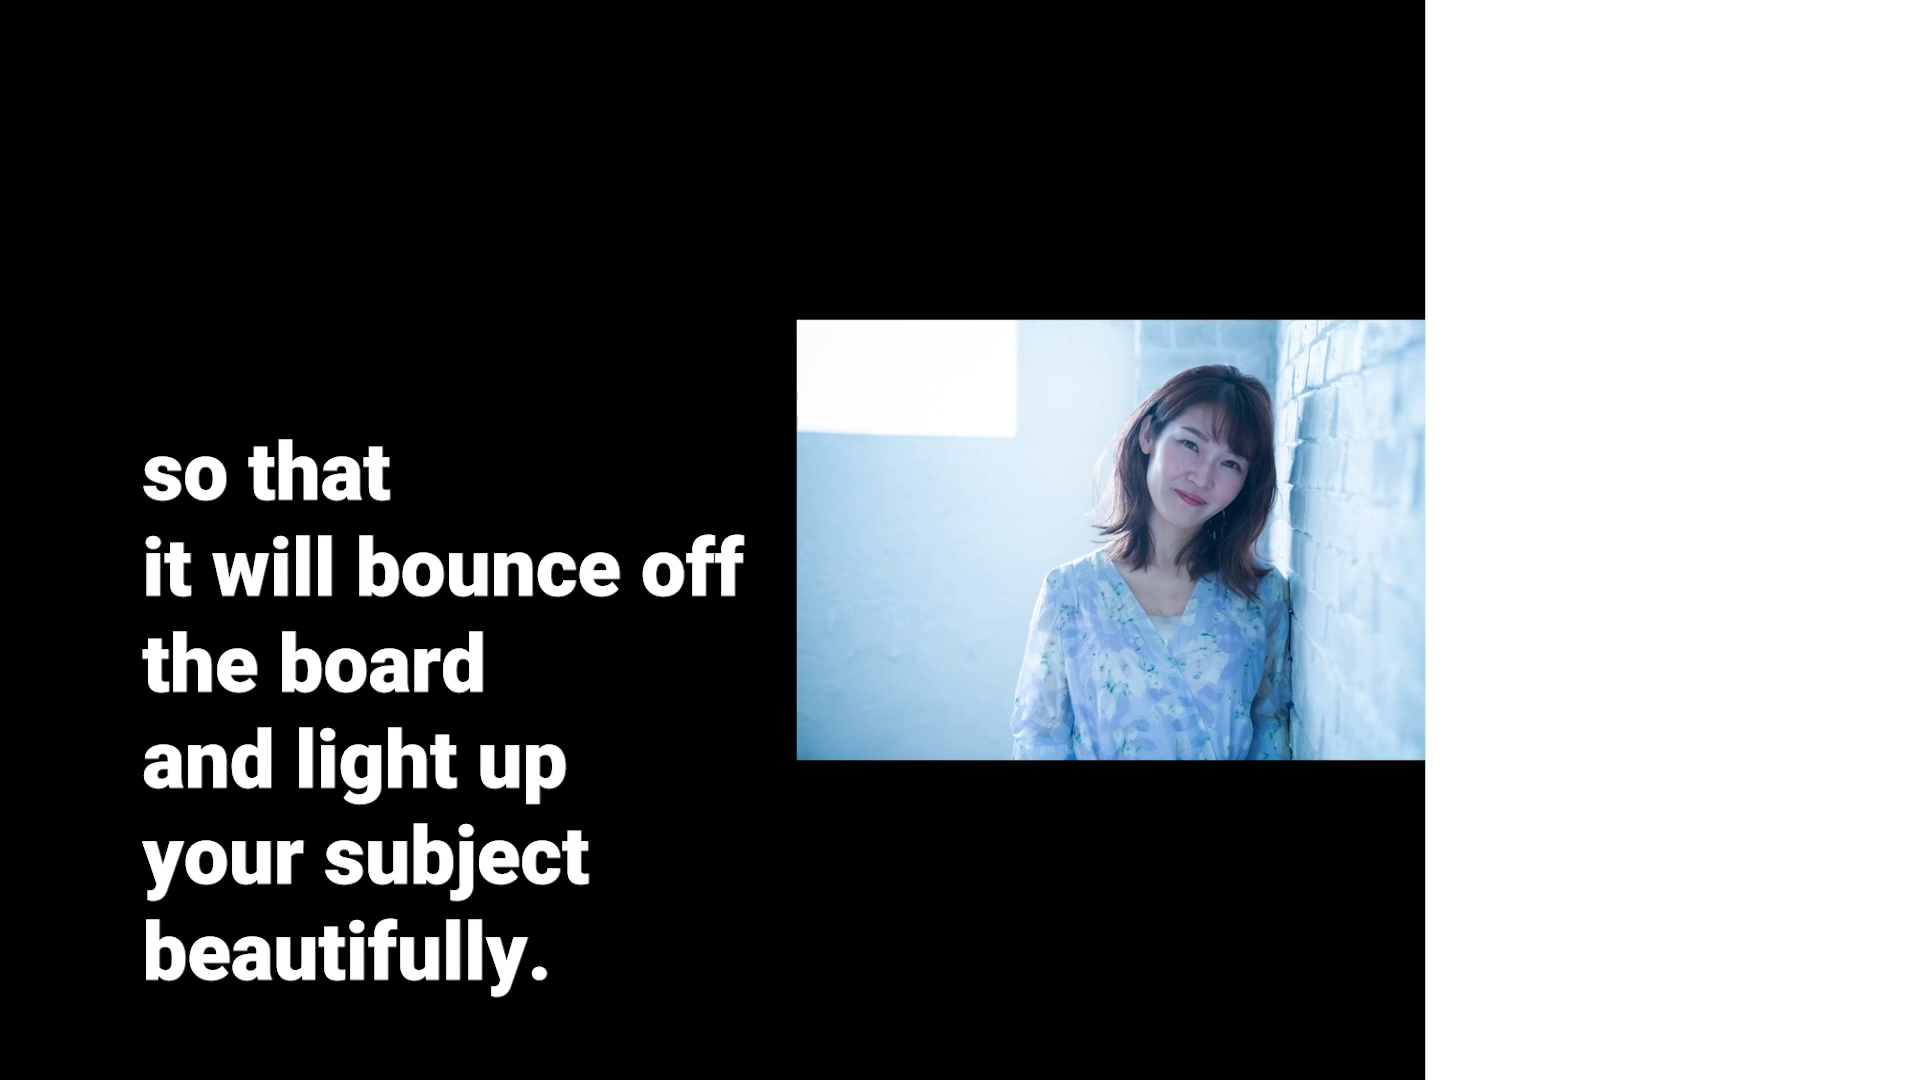 so that
it will bounce off
the board
and light up
your subject
beautifully.